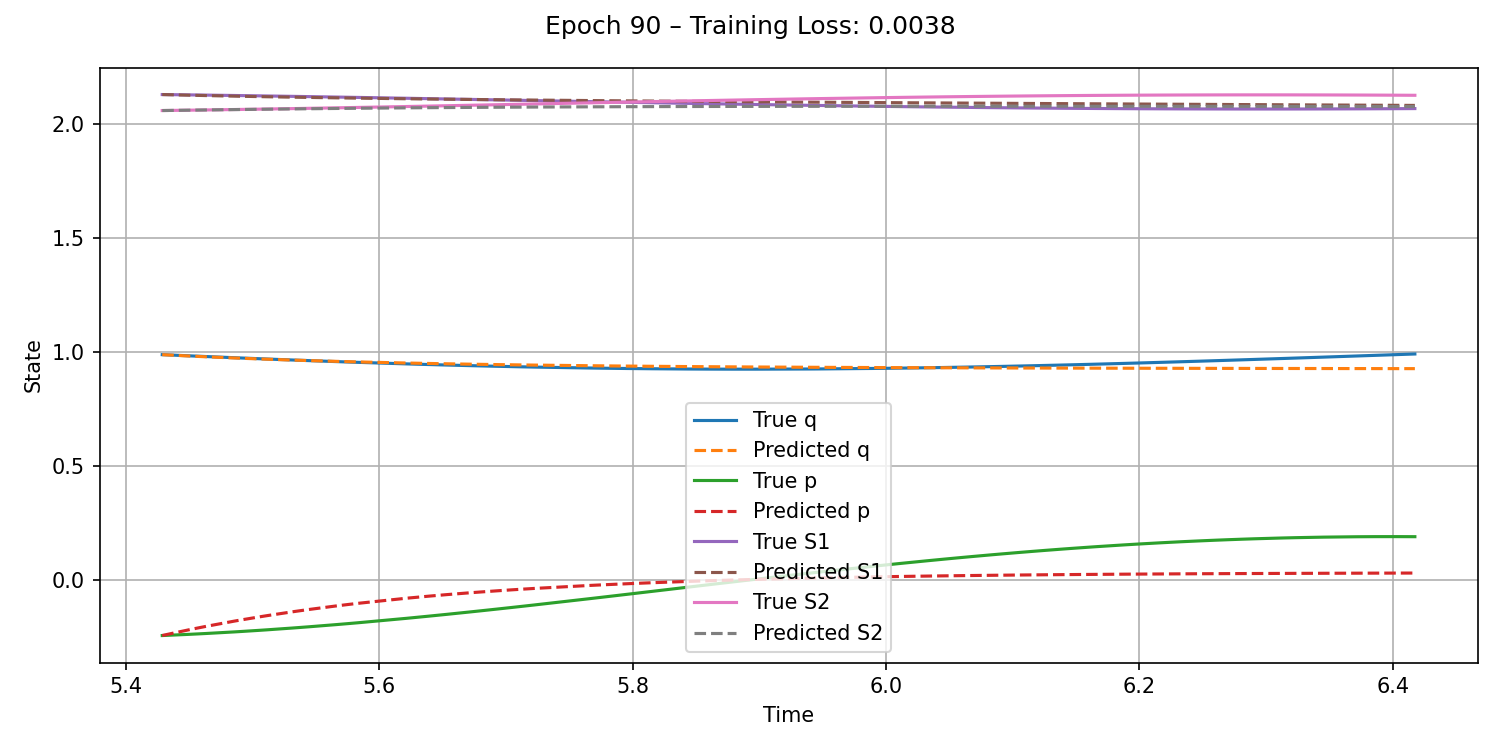 Epoch 90 – Training Loss: 0.0038
State
2.0
1.5
1.0
0.5
0.0
True q
Predicted q
True p
Predicted p
True S1
Predicted S1
True S2
Predicted S2
5.4 5.6 5.8 6.0 6.2 6.4
Time